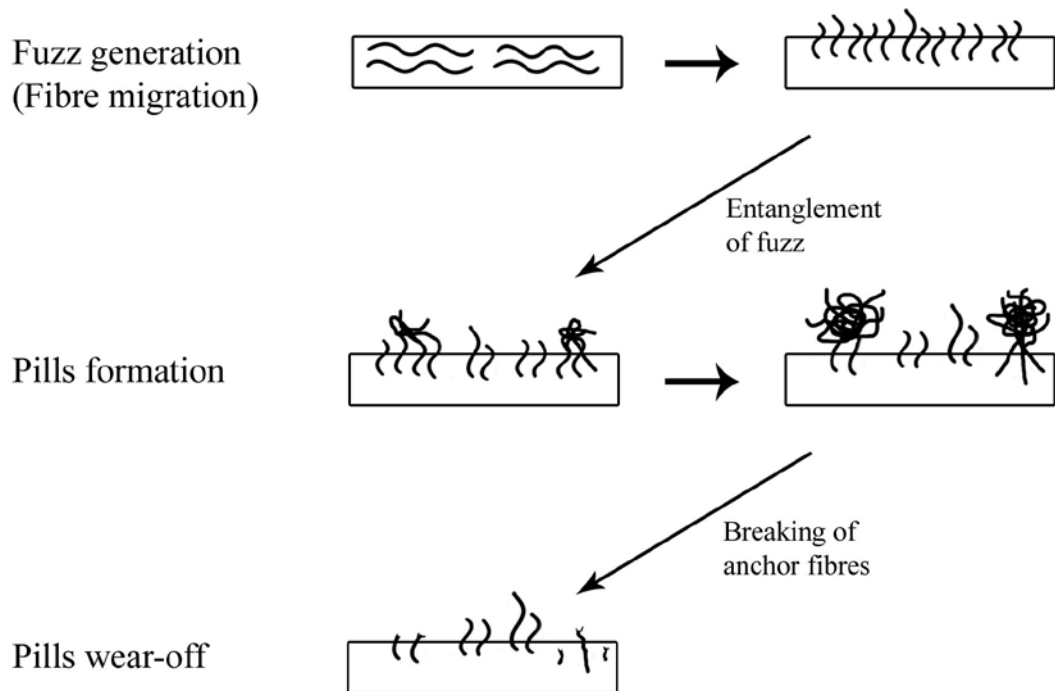 Fuzz generation
(Fibre migration)
Entanglement
of fuzz
Pills formation
Breaking of
anchor fibres
Pills wear-off